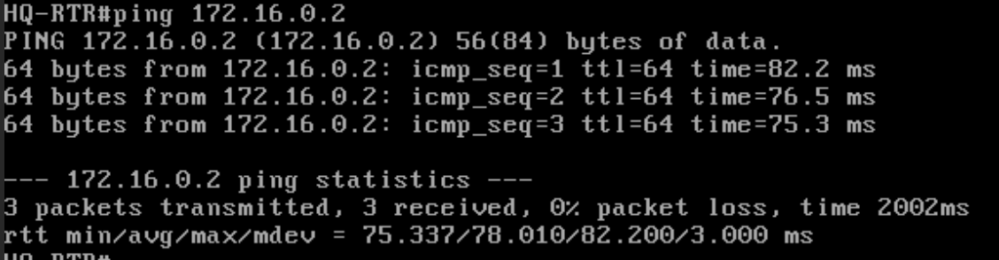 HQ-RTR#ping 172.16.0.2
PING 172.16.0.2 (172.16.0.2) 56(84) bytes of data.
64 bytes from 172.16.0.2: icmp_seq=1 ttl=64 time=82.2 ms
64 bytes from 172.16.0.2: icmp_seq=2 ttl=64 time=76.5 ms
64 bytes from 172.16.0.2: icmp_seq=3 ttl=64 time=75.3 ms
--- 172.16.0.2 ping statistics ---
3 packets transmitted, 3 received, 0% packet loss, time 2002ms
rtt min/avg/max/mdev = 75.337/78.010/82.200/3.000 ms
HQ-RTR#